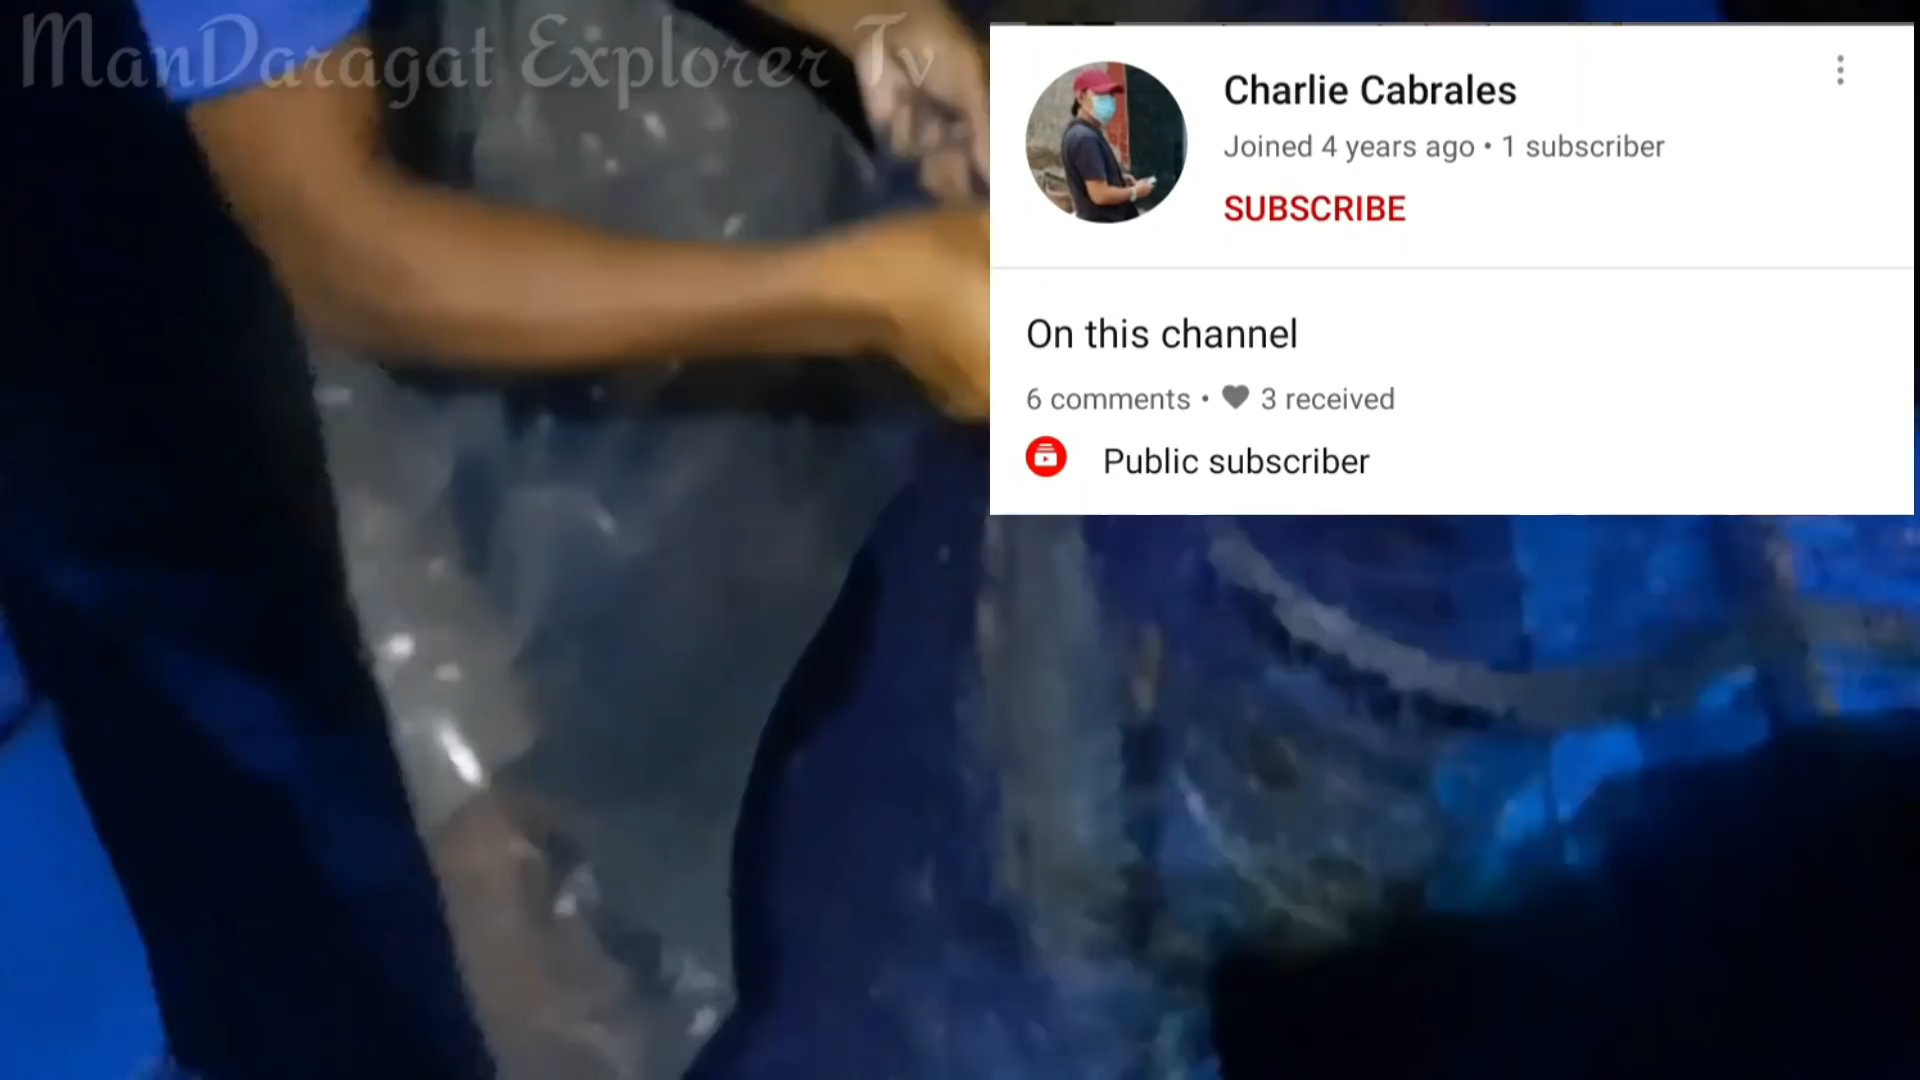 ManDaragat Explorer Tv
Charlie Cabrales
Joined 4 years ago • 1 subscriber
SUBSCRIBE
On this channel
6 comments • ♥ 3 received
Public subscriber